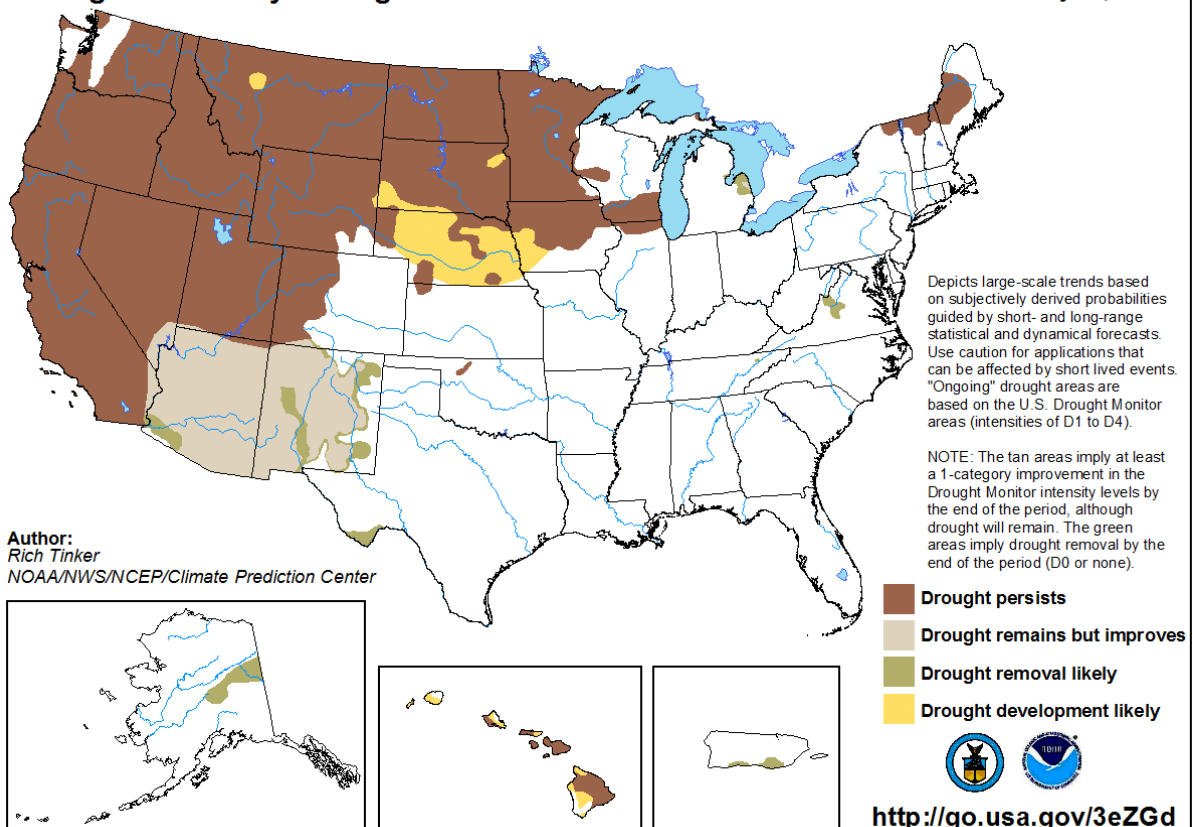 Depicts large-scale trends based
on subjectively derived probabilities
guided by short- and long-range
statistical and dynamical forecasts.
Use caution for applications that
can be affected by short lived events.
"Ongoing" drought areas are
based on the U.S. Drought Monitor
areas (intensities of D1 to D4).
NOTE: The tan areas imply at least
a 1-category improvement in the
Drought Monitor intensity levels by
the end of the period, although
drought will remain. The green
areas imply drought removal by the
end of the period (D0 or none).
Author:
Rich Tinker
NOAA/NWS/NCEP/Climate Prediction Center
Drought persists
Drought remains but improves
Drought removal likely
Drought development likely
http://go.usa.gov/3eZGd